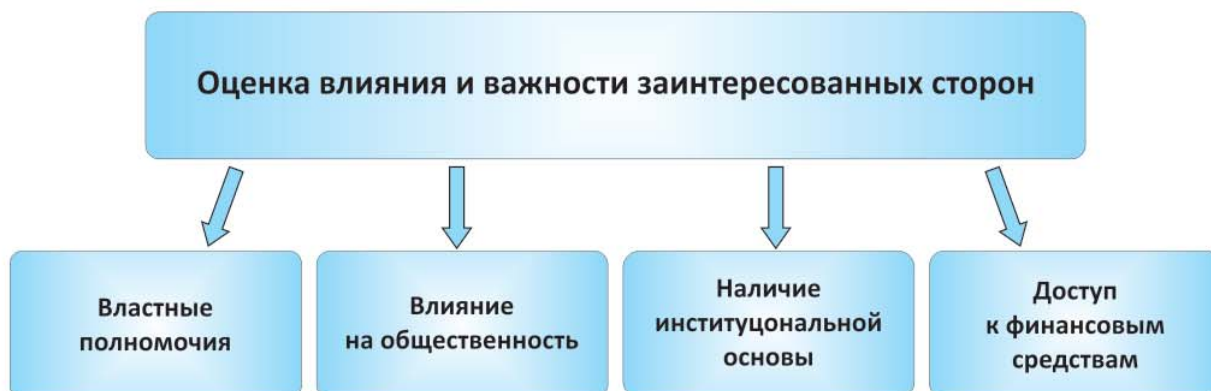 Оценка влияния и важности заинтересованных сторон
Властные
полномочия
Влияние
на общественность
Наличие
институцональной
основы
Доступ
к финансовым
средствам